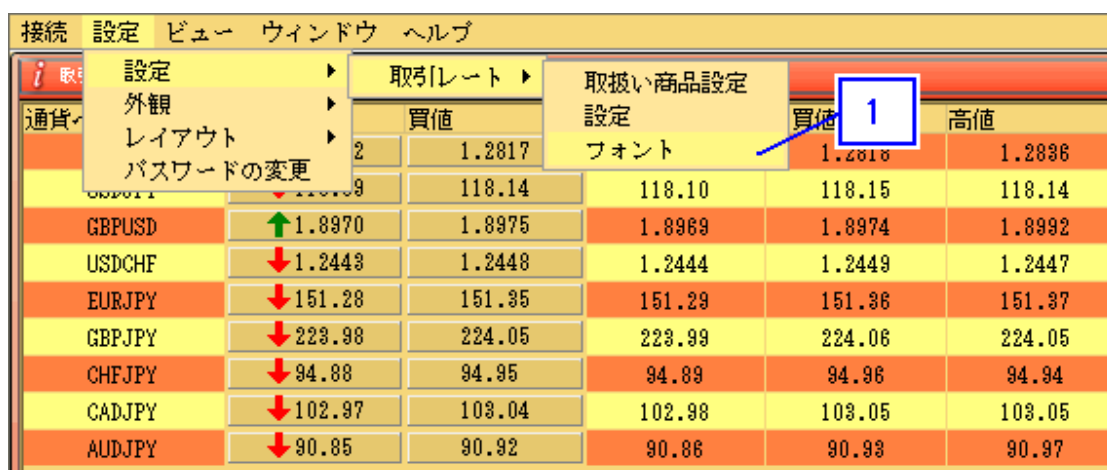 接続 設定 ビュー ウィンドウ ヘルプ
設定 取引レート 取扱い商品設定
外観 設定
レイアウト フォント
パスワードの変更
1
買値 買値 高値
1.2817 1.2818 1.2836
118.14 118.10 118.15 118.14
GBPUSD 1.8970 1.8975 1.8969 1.8974 1.8992
USDCHF 1.2443 1.2448 1.2444 1.2449 1.2447
EURJPY 151.28 151.35 151.29 151.36 151.37
GBPJPY 223.98 224.05 223.99 224.06 224.05
CHFJPY 94.88 94.95 94.89 94.96 94.94
CADJPY 102.97 103.04 102.98 103.05 103.05
AUDJPY 90.85 90.92 90.86 90.93 90.97